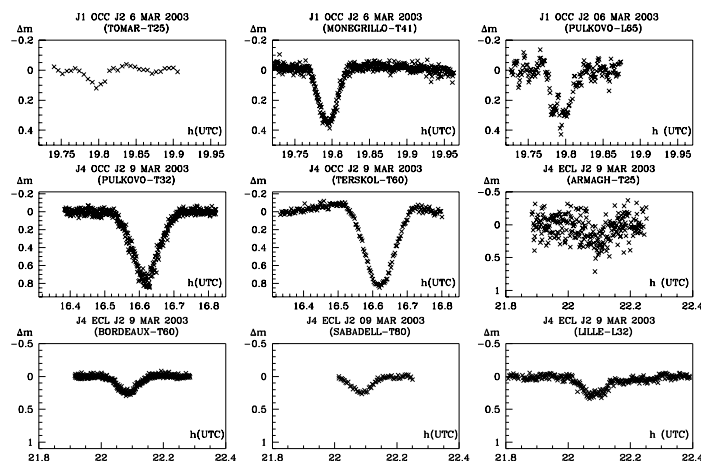 J1 OCC J2 6 MAR 2003
(TOMAR-T25)
Δm
-0.2
0
0.2
0.4
h(UTC)
19.75 19.8 19.85 19.9 19.95
J1 OCC J2 6 MAR 2003
(MONEGRILLO-T41)
Δm
-0.2
0
0.2
0.4
h(UTC)
19.75 19.8 19.85 19.9 19.95
J1 OCC J2 06 MAR 2003
(PULKOVO-L65)
Δm
-0.2
0
0.2
0.4
h(UTC)
19.75 19.8 19.85 19.9 19.95
J4 OCC J2 9 MAR 2003
(PULKOVO-T32)
Δm
-0.2
0
0.2
0.4
0.6
0.8
h(UTC)
16.4 16.5 16.6 16.7 16.8
J4 OCC J2 9 MAR 2003
(TERSKOL-T60)
Δm
-0.2
0
0.2
0.4
0.6
0.8
h(UTC)
16.4 16.5 16.6 16.7 16.8
J4 ECL J2 9 MAR 2003
(ARMAGH-T25)
Δm
-0.5
0
0.5
1
h(UTC)
21.8 22 22.2 22.4
J4 ECL J2 9 MAR 2003
(BORDEAUX-T60)
Δm
-0.5
0
0.5
1
h(UTC)
21.8 22 22.2 22.4
J4 ECL J2 09 MAR 2003
(SABADELL-T80)
Δm
-0.5
0
0.5
1
h(UTC)
21.8 22 22.2 22.4
J4 ECL J2 9 MAR 2003
(LILLE-L32)
Δm
-0.5
0
0.5
1
h(UTC)
21.8 22 22.2 22.4